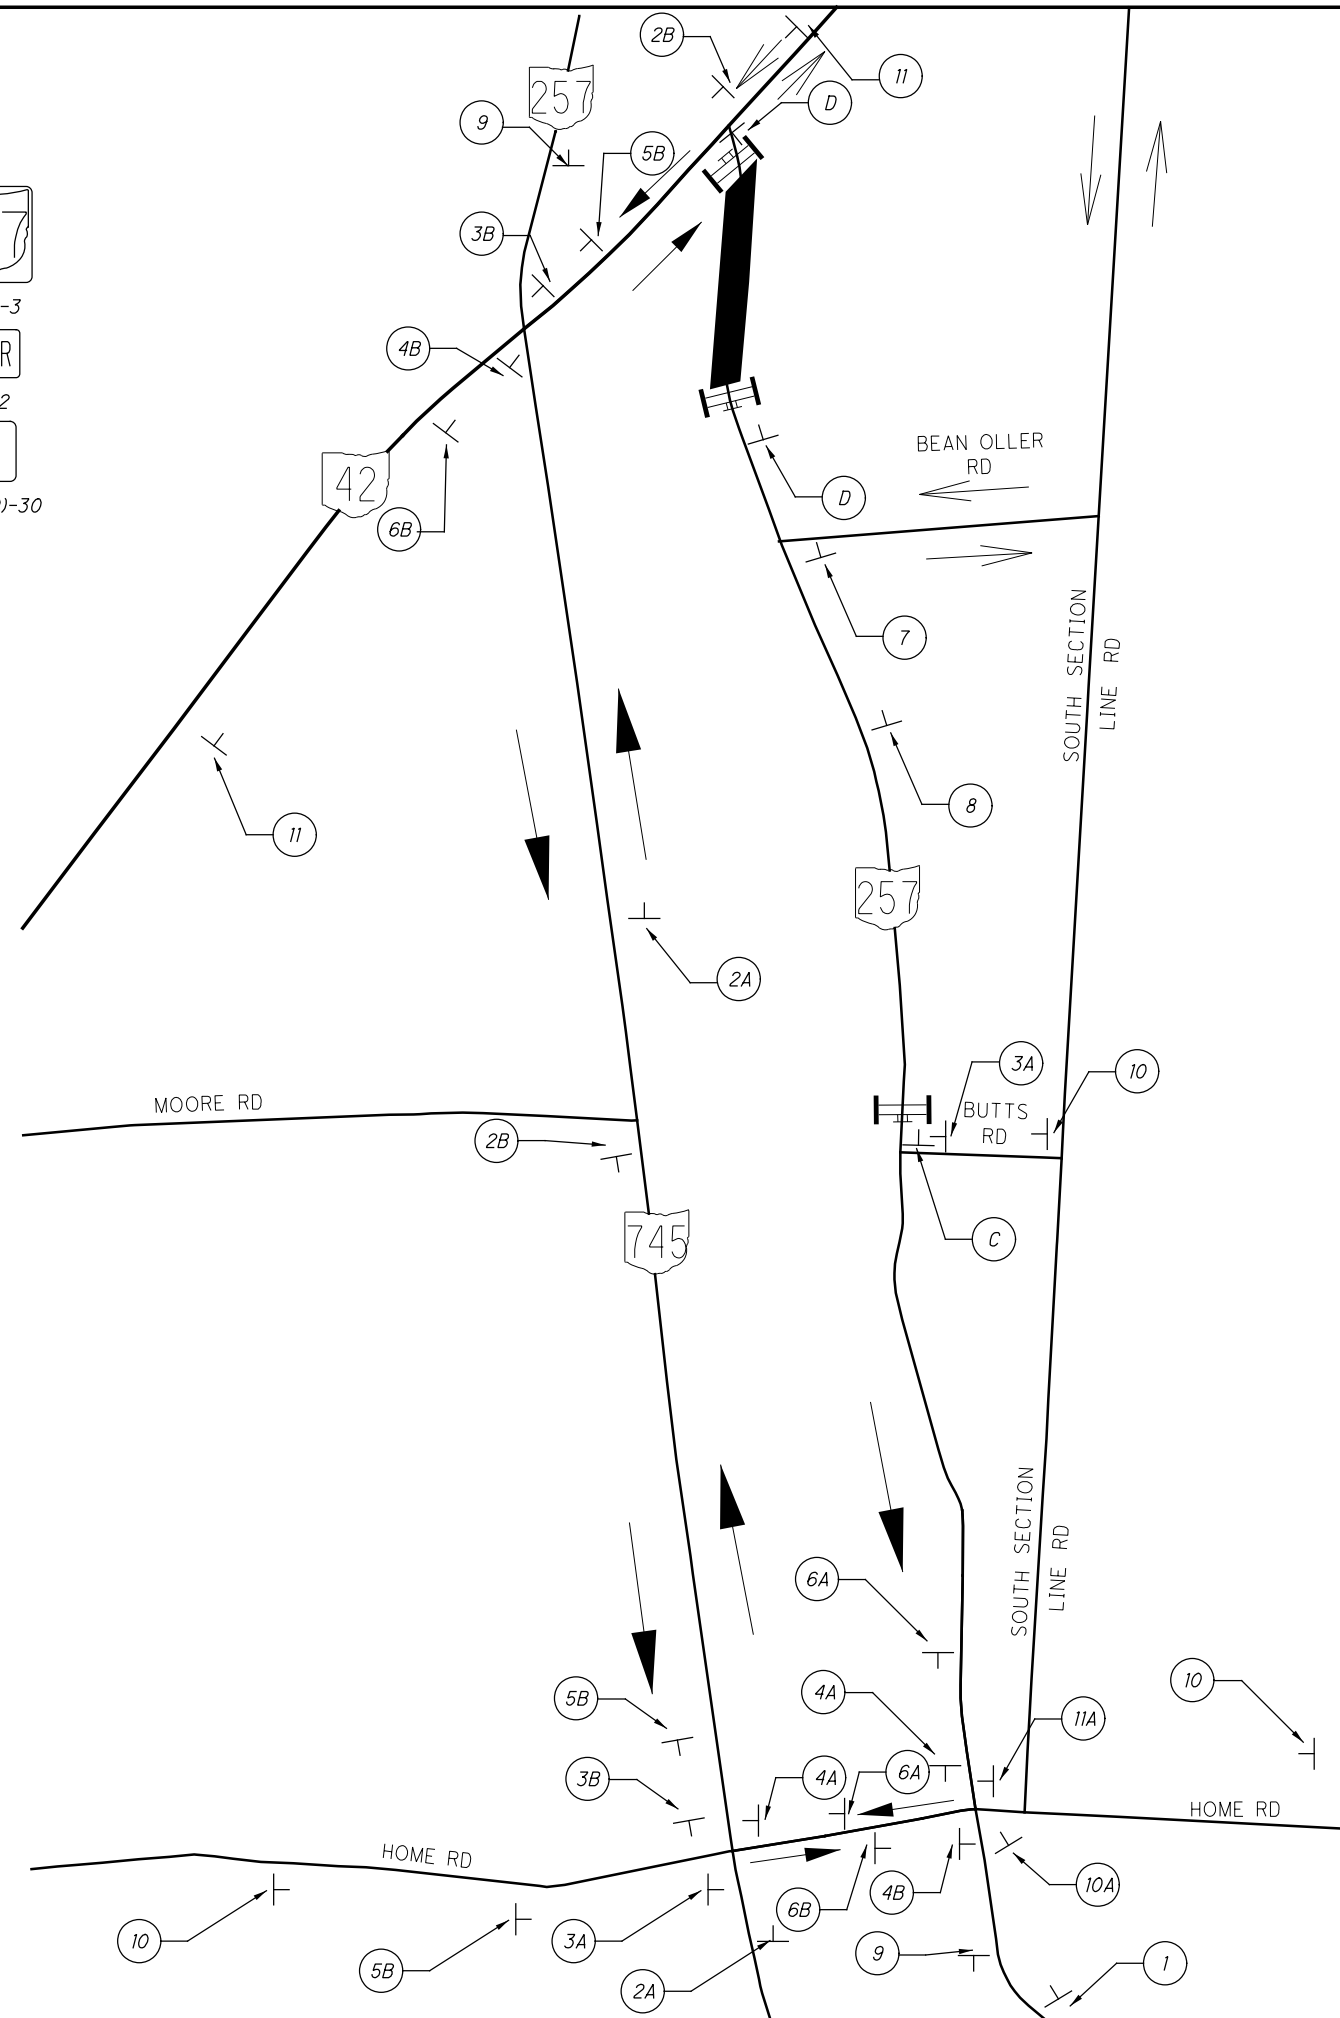 2B
11
257
D
9
5B
7
3B
-3
4B
R
2
BEAN OLLER
RD
42
D
)-30
6B
7
SOUTH SECTION
LINE RD
8
11
257
2A
3A
10
MOORE RD
BUTTS
RD
2B
C
745
SOUTH SECTION
LINE RD
6A
10
5B
4A
11A
3B
4A
6A
HOME RD
HOME RD
4B
10A
6B
10
3A
5B
9
1
2A